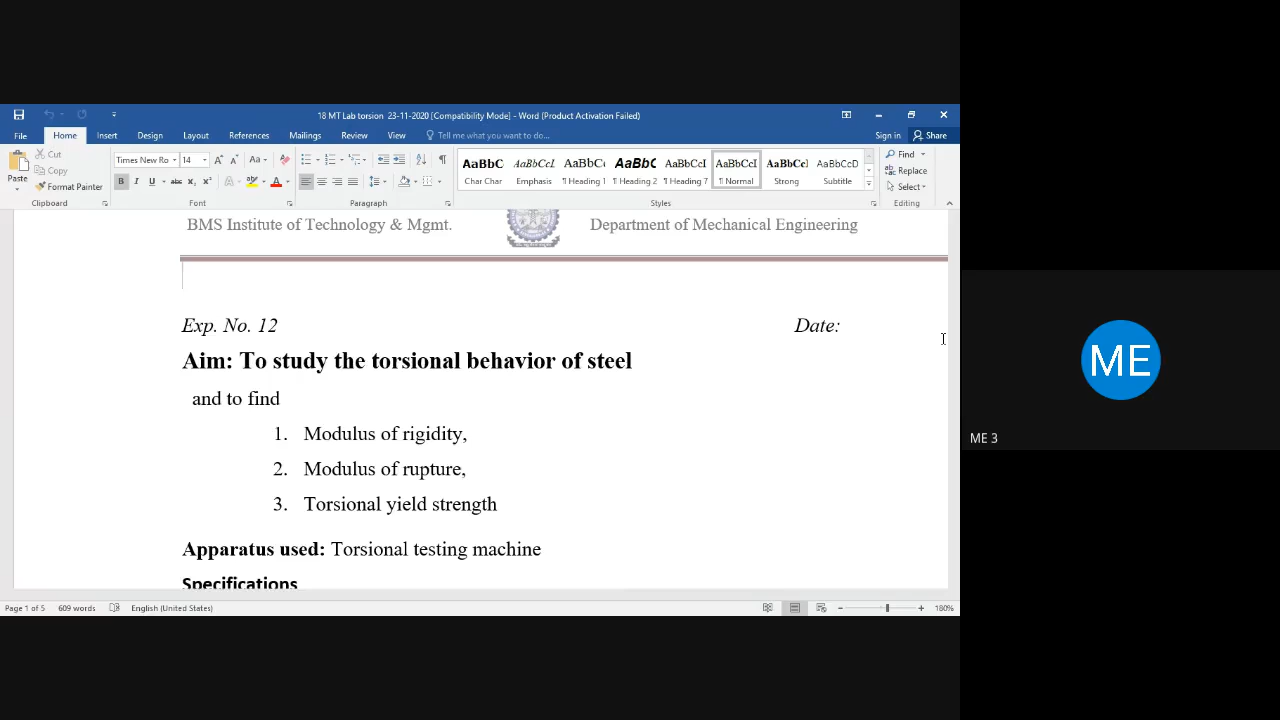 18 MT Lab torsion 23-11-2020 [Compatibility Mode] - Word (Product Activation Failed)
File Home Insert Design Layout References Mailings Review View Tell me what you want to do... Sign in Share
Paste Cut Copy Format Painter
Clipboard
Times New Ro 14
Font
Paragraph
AaBbC AaBbCcL AaBbC AaBbC AaBbCcI AaBbCcI AaBbCc AaBbCcD
Char Char Emphasis ¶ Heading 1 ¶ Heading 2 ¶ Heading 7 ¶ Normal Strong Subtitle
Styles
Find
Replace
Select
Editing
BMS Institute of Technology & Mgmt. Department of Mechanical Engineering
Exp. No. 12 Date:
Aim: To study the torsional behavior of steel
and to find
1. Modulus of rigidity,
2. Modulus of rupture,
3. Torsional yield strength
Apparatus used: Torsional testing machine
Specifications
Page 1 of 5 609 words English (United States) 180%
ME
ME 3